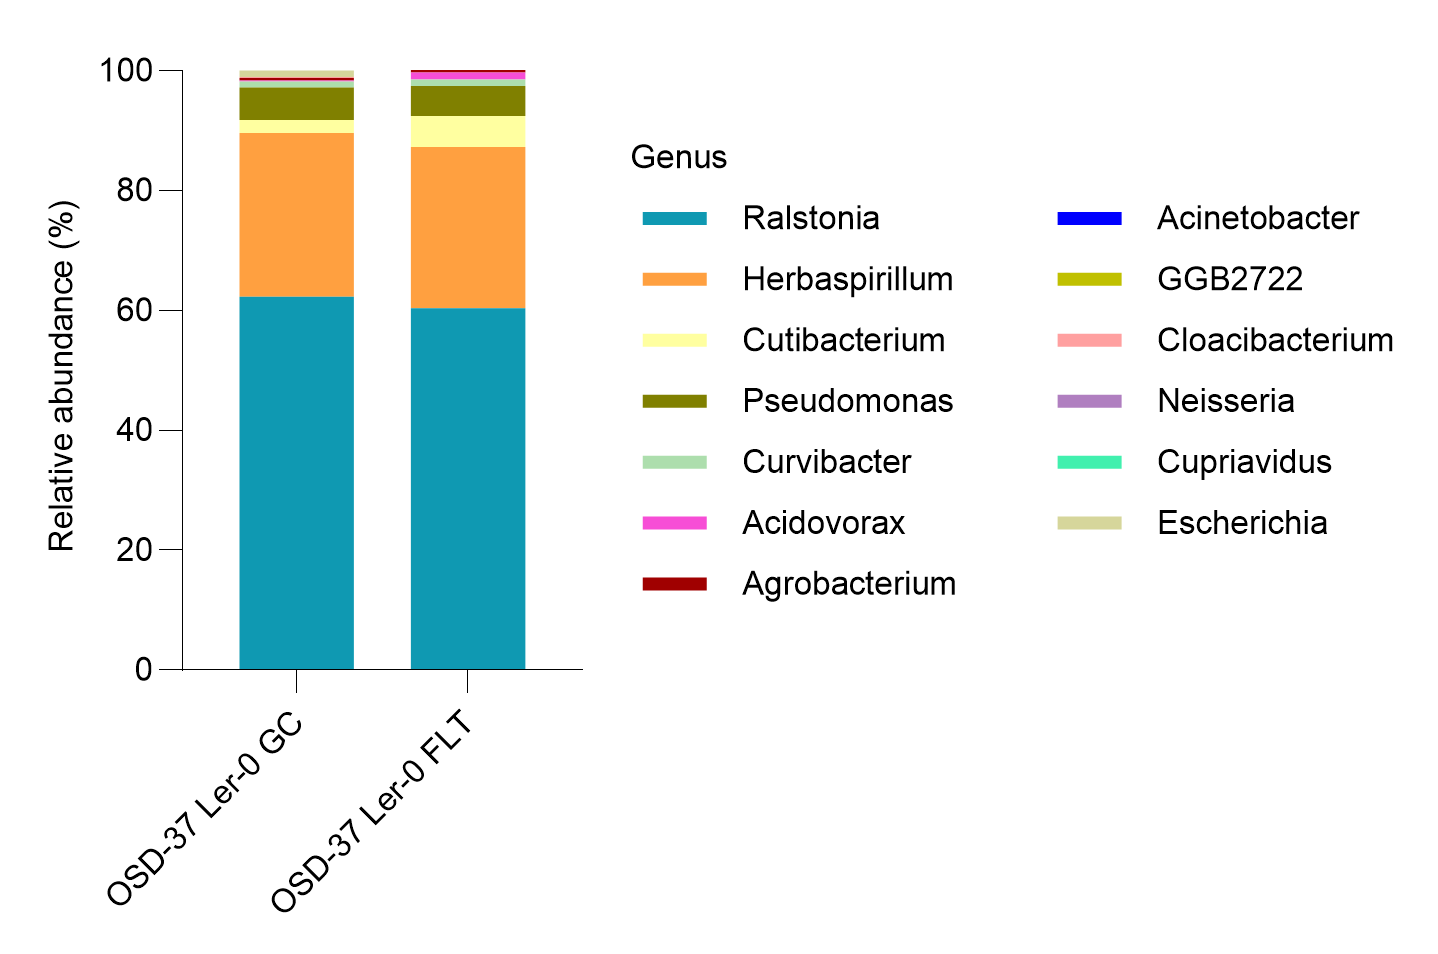 100
80
60
40
20
0
Relative abundance (%)
OSD-37 Ler-0 GC
OSD-37 Ler-0 FLT
Genus
Ralstonia
Herbaspirillum
Cutibacterium
Pseudomonas
Curvibacter
Acidovorax
Agrobacterium
Acinetobacter
GGB2722
Cloacibacterium
Neisseria
Cupriavidus
Escherichia